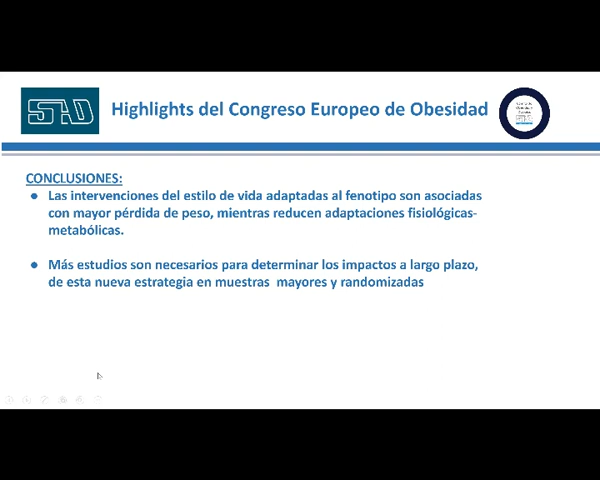 SAD
Highlights del Congreso Europeo de Obesidad
CONCLUSIONES:
● Las intervenciones del estilo de vida adaptadas al fenotipo son asociadas
con mayor pérdida de peso, mientras reducen adaptaciones fisiológicas-
metabólicas.
● Más estudios son necesarios para determinar los impactos a largo plazo,
de esta nueva estrategia en muestras  mayores y randomizadas